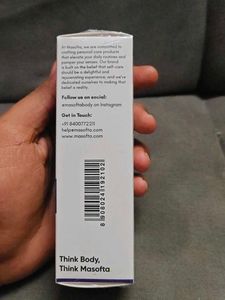 At Masofta, we are committed to
crafting personal care products
that elevate your daily routines and
pamper your senses. Our brand
is built on the belief that self-care
should be a delightful and
rejuvenating experience, and we've
dedicated ourselves to making that
belief a reality.
Follow us on social:
@masoftabody on Instagram
Get in Touch:
+91 8400772211
help@masofta.com
www.masofta.com
8908024192102
Think Body,
Think Masofta